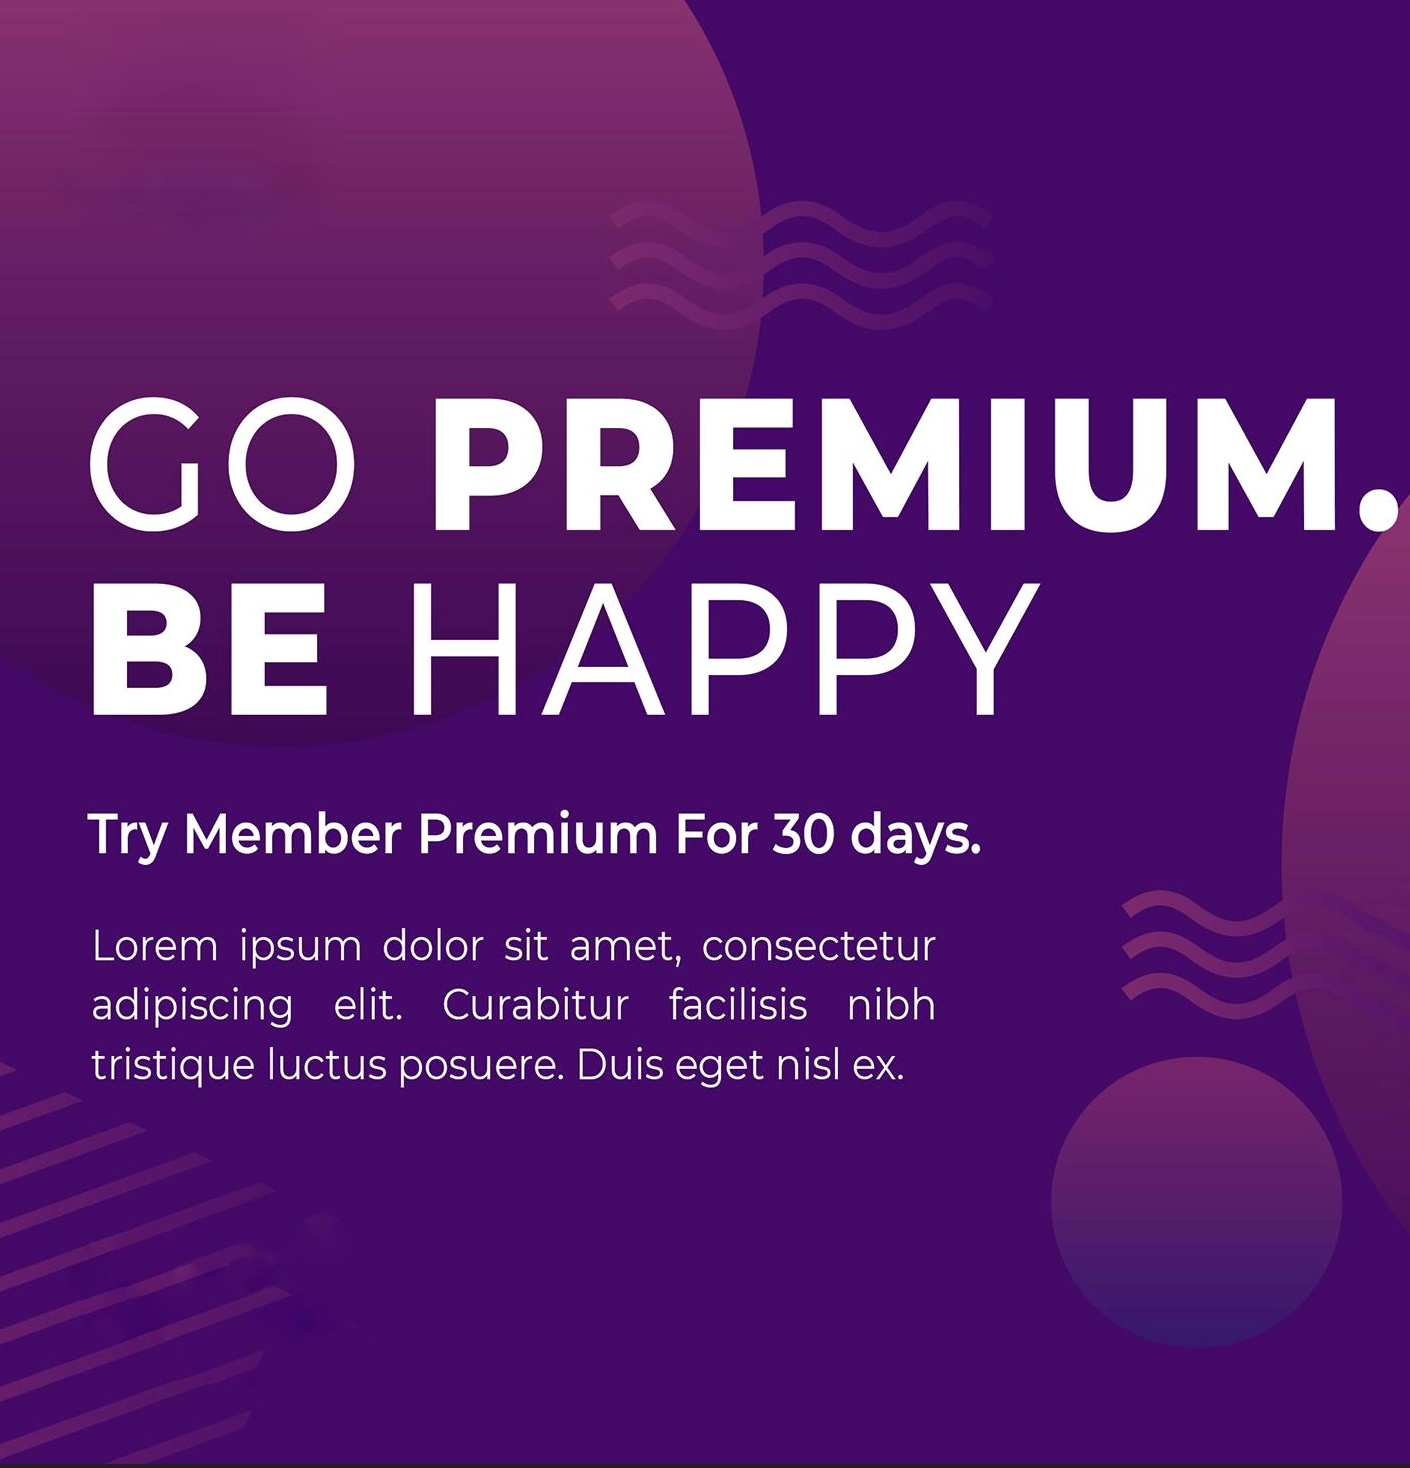 GO PREMIUM.
BE HAPPY
Try Member Premium For 30 days.
Lorem ipsum dolor sit amet, consectetur
adipiscing elit. Curabitur facilisis nibh
tristique luctus posuere. Duis eget nisl ex.